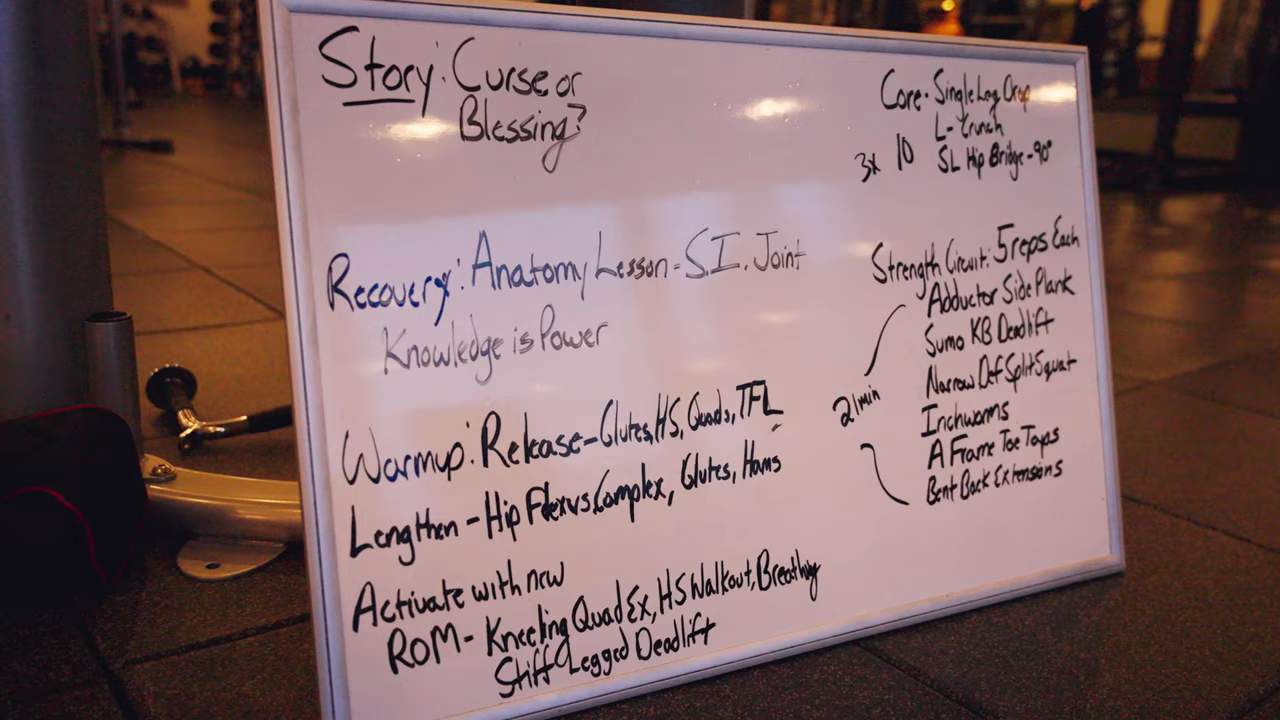 Story: Curse or
Blessing?
Recovery: Anatomy Lesson - S.I. Joint
Knowledge is Power
Warmup: Release - Glutes, HS, Quads, TFL
Lengthen - Hip Flexors Complex, Glutes, Hams
Activate with new
ROM - Kneeling Quad Ex, HS Walkout, Breathing
Stiff Legged Deadlift
Core - Single Leg Drop
L - Crunch
3x 10 SL Hip Bridge - 90°
Strength Circuit: 5 reps Each
Adductor Side Plank
Sumo KB Deadlift
Narrow Def Split Squat
21min
Inchworms
A Frame Toe Taps
Bent Back Extensions